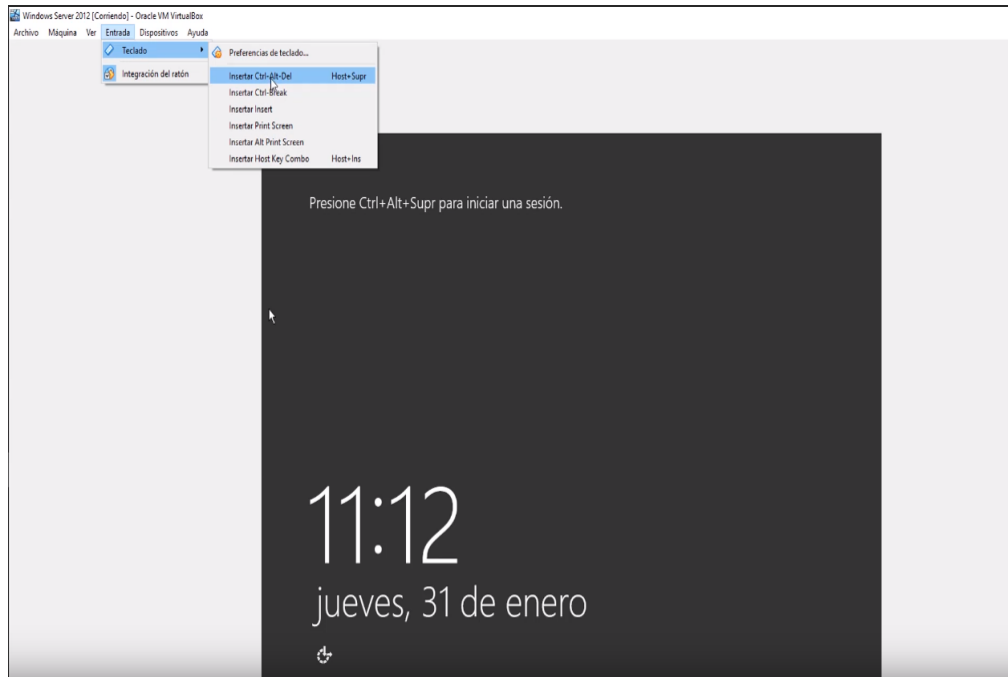 Windows Server 2012 [Corriendo] - Oracle VM VirtualBox
Archivo Máquina Ver Entrada Dispositivos Ayuda
Teclado
Integración del ratón
Preferencias de teclado...
Insertar Ctrl-Alt-Del Host+Supr
Insertar Ctrl-Break
Insertar Insert
Insertar Print Screen
Insertar Alt Print Screen
Insertar Host Key Combo Host+Ins
Presione Ctrl+Alt+Supr para iniciar una sesión.
11:12
jueves, 31 de enero